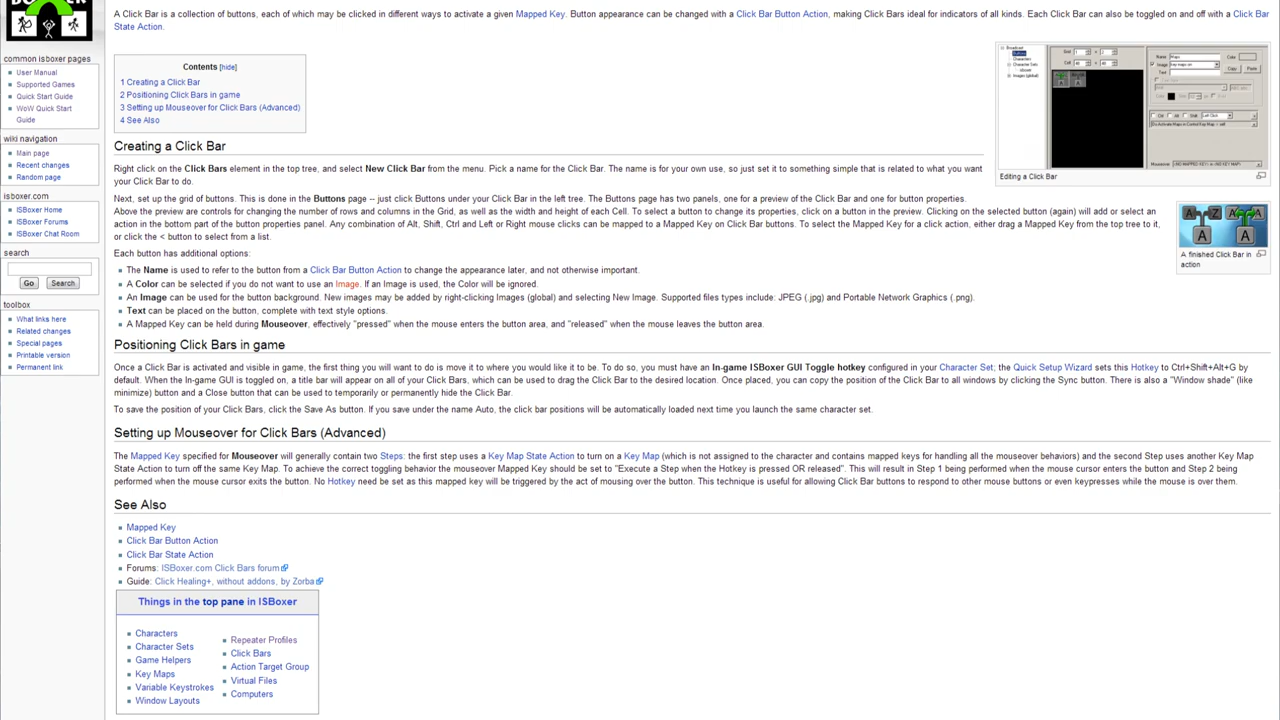 A Click Bar is a collection of buttons, each of which may be clicked in different ways to activate a given Mapped Key. Button appearance can be changed with a Click Bar Button Action, making Click Bars ideal for indicators of all kinds. Each Click Bar can also be toggled on and off with a Click Bar
State Action.
common isboxer pages
User Manual
Supported Games
Quick Start Guide
WoW Quick Start
Guide
wiki navigation
Main page
Recent changes
Random page
isboxer.com
ISBoxer Home
ISBoxer Forums
ISBoxer Chat Room
search
Go Search
toolbox
What links here
Related changes
Special pages
Printable version
Permanent link
Contents [hide]
1 Creating a Click Bar
2 Positioning Click Bars in game
3 Setting up Mouseover for Click Bars (Advanced)
4 See Also
Editing a Click Bar
Creating a Click Bar
Right click on the Click Bars element in the top tree, and select New Click Bar from the menu. Pick a name for the Click Bar. The name is for your own use, so just set it to something simple that is related to what you want
your Click Bar to do.
Next, set up the grid of buttons. This is done in the Buttons page -- just click Buttons under your Click Bar in the left tree. The Buttons page has two panels, one for a preview of the Click Bar and one for button properties.
Above the preview are controls for changing the number of rows and columns in the Grid, as well as the width and height of each Cell. To select a button to change its properties, click on a button in the preview. Clicking on the selected button (again) will add or select an
action in the bottom part of the button properties panel. Any combination of Alt, Shift, Ctrl and Left or Right mouse clicks can be mapped to a Mapped Key on Click Bar buttons. To select the Mapped Key for a click action, either drag a Mapped Key from the top tree to it,
or click the < button to select from a list.
A Z A
A A
A finished Click Bar in
action
Each button has additional options:
The Name is used to refer to the button from a Click Bar Button Action to change the appearance later, and not otherwise important.
A Color can be selected if you do not want to use an Image. If an Image is used, the Color will be ignored.
An Image can be used for the button background. New images may be added by right-clicking Images (global) and selecting New Image. Supported files types include: JPEG (.jpg) and Portable Network Graphics (.png).
Text can be placed on the button, complete with text style options.
A Mapped Key can be held during Mouseover, effectively "pressed" when the mouse enters the button area, and "released" when the mouse leaves the button area.
Positioning Click Bars in game
Once a Click Bar is activated and visible in game, the first thing you will want to do is move it to where you would like it to be. To do so, you must have an In-game ISBoxer GUI Toggle hotkey configured in your Character Set; the Quick Setup Wizard sets this Hotkey to Ctrl+Shift+Alt+G by
default. When the In-game GUI is toggled on, a title bar will appear on all of your Click Bars, which can be used to drag the Click Bar to the desired location. Once placed, you can copy the position of the Click Bar to all windows by clicking the Sync button. There is also a "Window shade" (like
minimize) button and a Close button that can be used to temporarily or permanently hide the Click Bar.
To save the position of your Click Bars, click the Save As button. If you save under the name Auto, the click bar positions will be automatically loaded next time you launch the same character set.
Setting up Mouseover for Click Bars (Advanced)
The Mapped Key specified for Mouseover will generally contain two Steps: the first step uses a Key Map State Action to turn on a Key Map (which is not assigned to the character and contains mapped keys for handling all the mouseover behaviors) and the second Step uses another Key Map
State Action to turn off the same Key Map. To achieve the correct toggling behavior the mouseover Mapped Key should be set to "Execute a Step when the Hotkey is pressed OR released". This will result in Step 1 being performed when the mouse cursor enters the button and Step 2 being
performed when the mouse cursor exits the button. No Hotkey need be set as this mapped key will be triggered by the act of mousing over the button. This technique is useful for allowing Click Bar buttons to respond to other mouse buttons or even keypresses while the mouse is over them.
See Also
Mapped Key
Click Bar Button Action
Click Bar State Action
Forums: ISBoxer.com Click Bars forum
Guide: Click Healing+, without addons, by Zorba
Things in the top pane in ISBoxer
Characters
Character Sets
Game Helpers
Key Maps
Variable Keystrokes
Window Layouts
Repeater Profiles
Click Bars
Action Target Group
Virtual Files
Computers